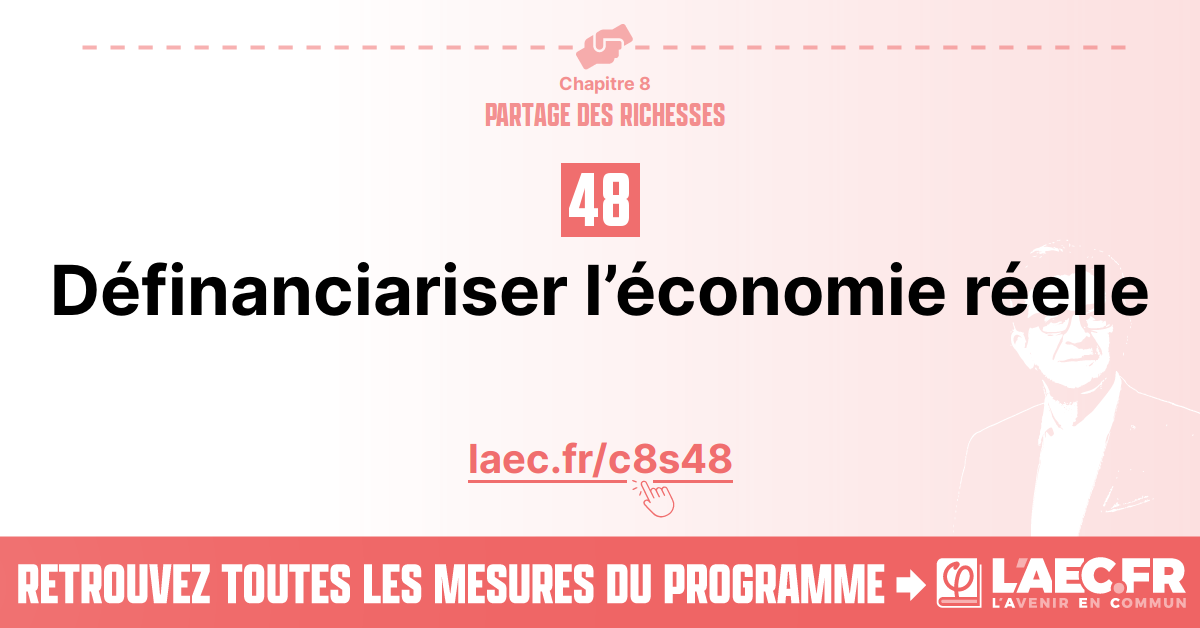 Chapitre 8
PARTAGE DES RICHESSES
48
Définanciariser l’économie réelle
laec.fr/c8s48
RETROUVEZ TOUTES LES MESURES DU PROGRAMME
φ
L'AEC.FR
L'AVENIR EN COMMUN